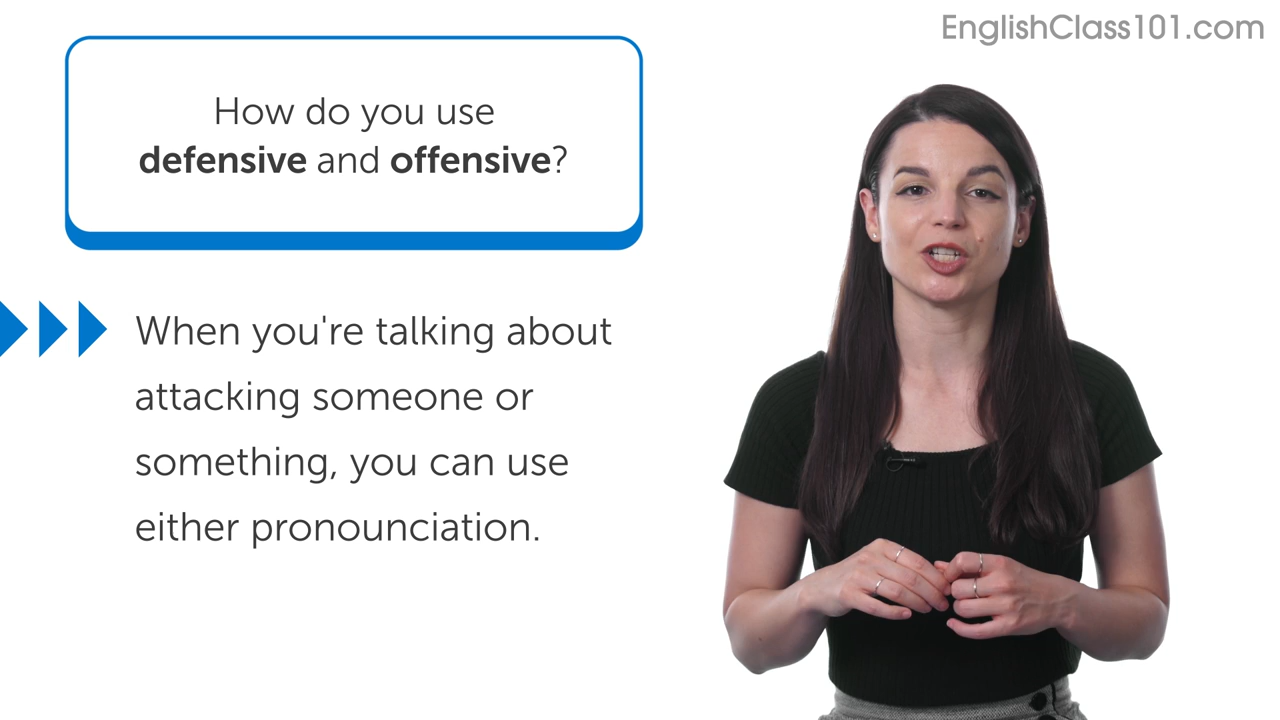 EnglishClass101.com
How do you use
defensive and offensive?
When you're talking about
attacking someone or
something, you can use
either pronounciation.